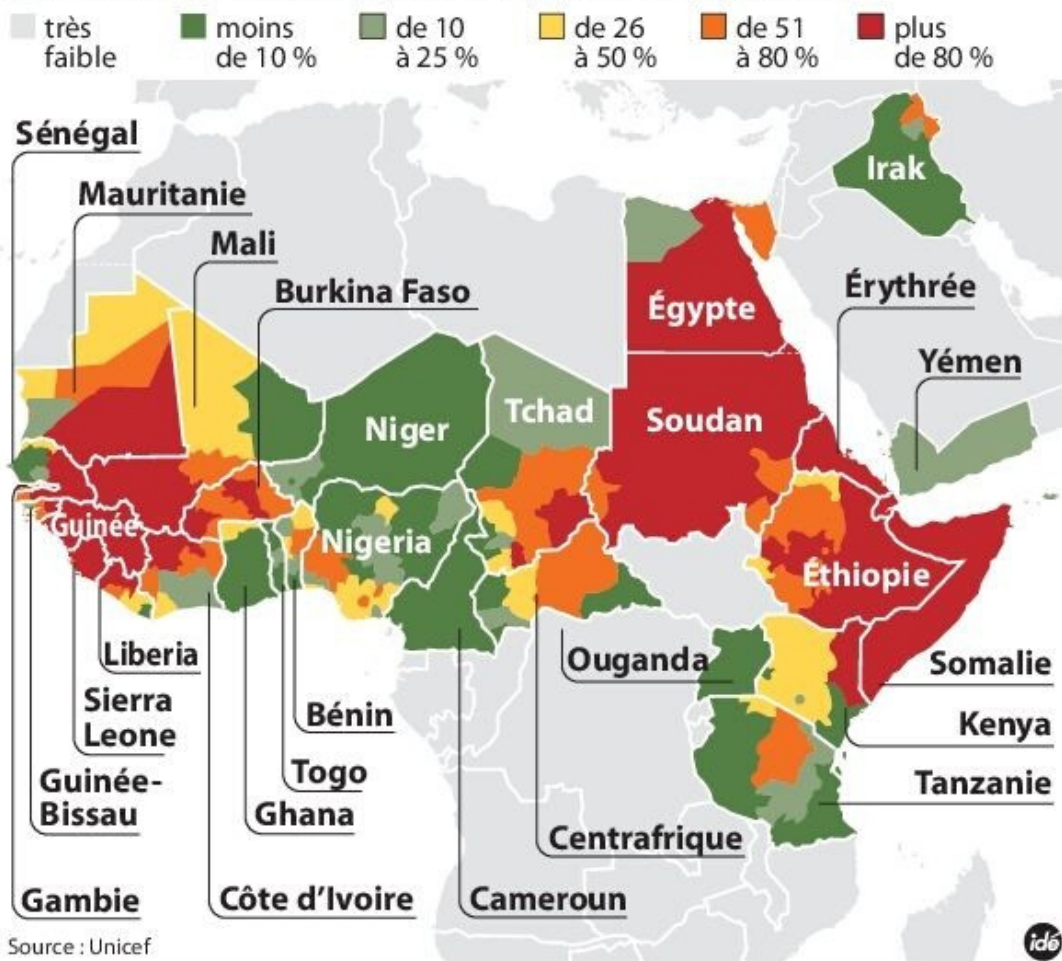 très
faible
moins
de 10 %
de 10
à 25 %
de 26
à 50 %
de 51
à 80 %
plus
de 80 %
Sénégal
Irak
Mauritanie
Mali
Burkina Faso
Érythrée
Égypte
Yémen
Niger
Tchad
Soudan
Guinée
Nigeria
Éthiopie
Liberia
Ouganda
Somalie
Sierra
Leone
Bénin
Kenya
Guinée-
Bissau
Togo
Tanzanie
Ghana
Centrafrique
Gambie
Côte d'Ivoire
Cameroun
Source : Unicef
idé